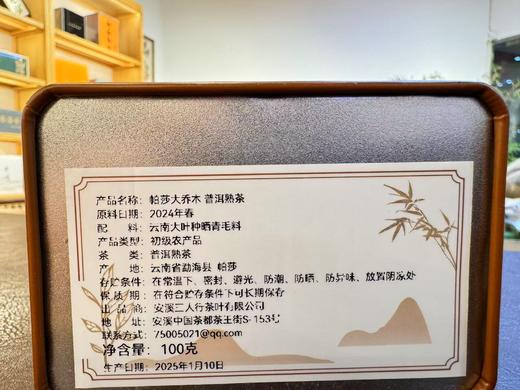 产品名称：帕莎大乔木 普洱熟茶
原料日期：2024年春
配　　料：云南大叶种晒青毛料
产品类型：初级农产品
茶　　类：普洱熟茶
产　　地：云南省勐海县 帕莎
存贮条件：在常温下、密封、避光、防潮、防晒、防异味、放置阴凉处
保 质 期：在符合贮存条件下可长期保存
出 品 商：安溪三人行茶叶有限公司
地　　址：安溪中国茶都茶王街S-153号
联系方式：75005021@qq.com
净含量：100克
生产日期：2025年1月10日